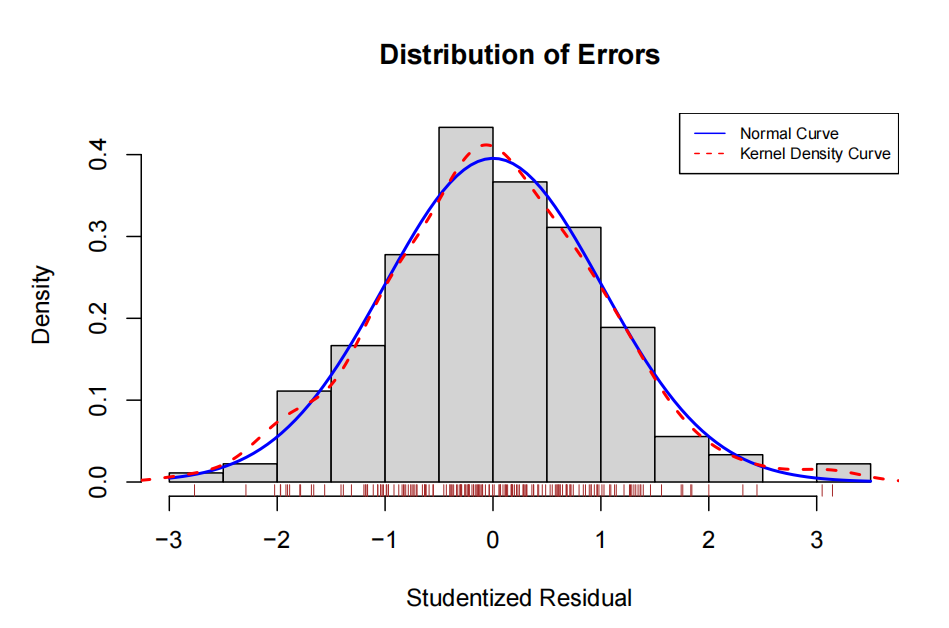 Distribution of Errors
Normal Curve
Kernel Density Curve
0.4
0.3
0.2
0.1
0.0
Density
−3 −2 −1 0 1 2 3
Studentized Residual